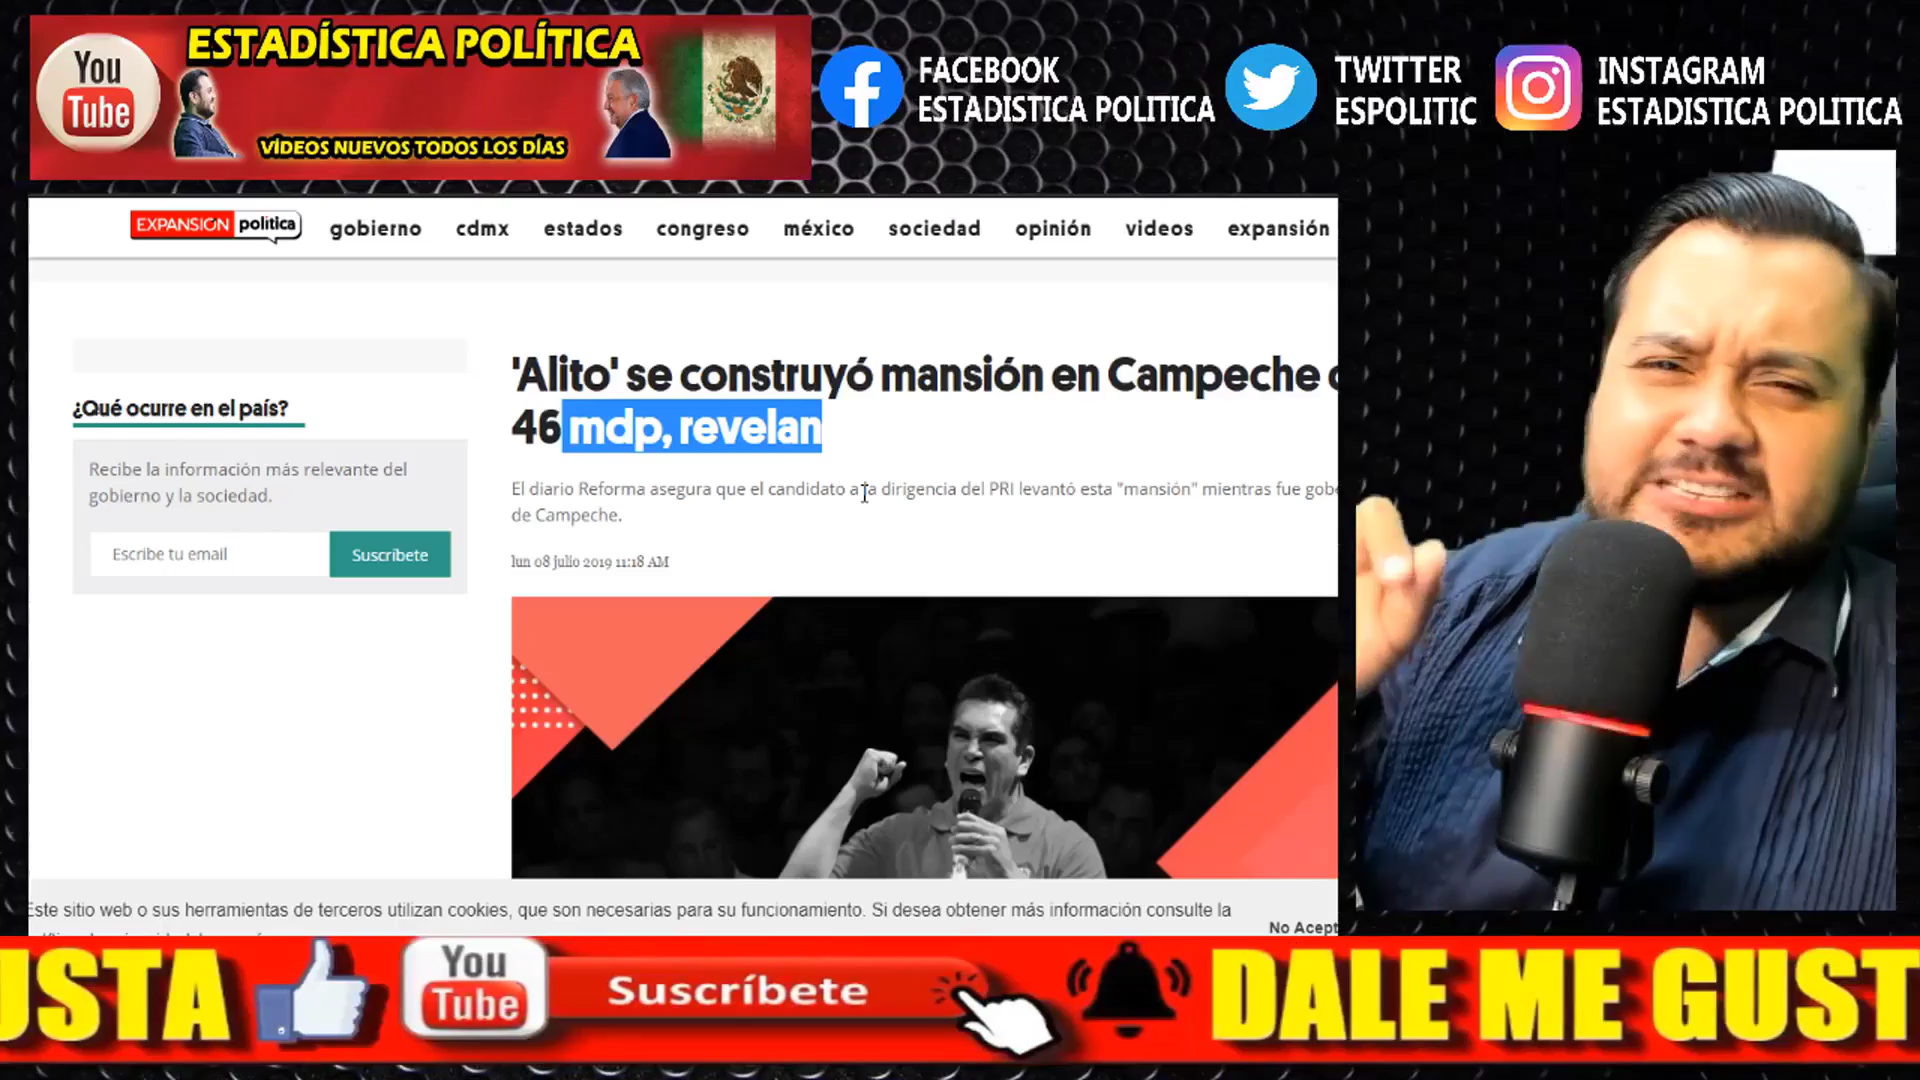 You
Tube
ESTADÍSTICA POLÍTICA
VÍDEOS NUEVOS TODOS LOS DÍAS
FACEBOOK
ESTADISTICA POLITICA
TWITTER
ESPOLITIC
INSTAGRAM
ESTADISTICA POLITICA
EXPANSIÓN política
gobierno cdmx estados congreso méxico sociedad opinión videos expansión
¿Qué ocurre en el país?
Recibe la información más relevante del
gobierno y la sociedad.
Escribe tu email
Suscríbete
'Alito' se construyó mansión en Campeche
46 mdp, revelan
El diario Reforma asegura que el candidato a la dirigencia del PRI levantó esta "mansión" mientras fue gobe
de Campeche.
lun 08 julio 2019 11:18 AM
Este sitio web o sus herramientas de terceros utilizan cookies, que son necesarias para su funcionamiento. Si desea obtener más información consulte la
No Acept
USTA
You
Tube
Suscríbete
DALE ME GUST